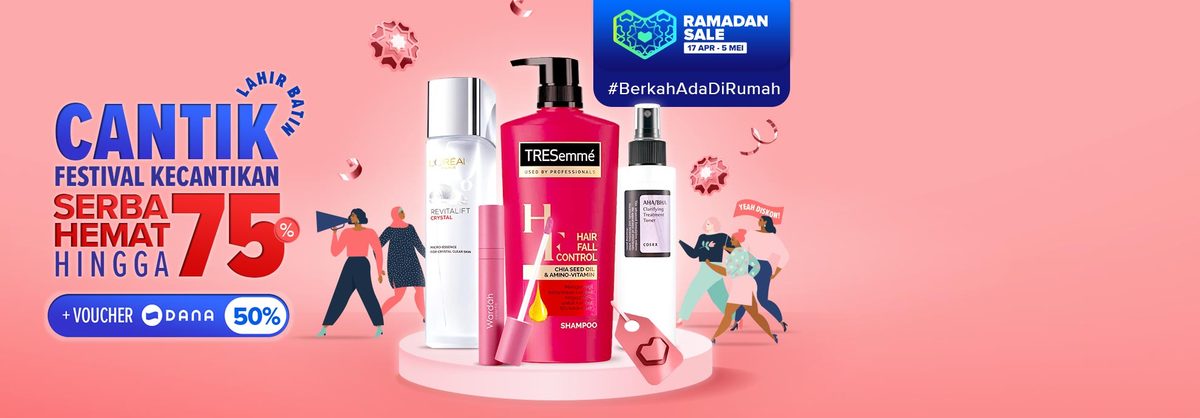 LAHIR BATIN
CANTIK
FESTIVAL KECANTIKAN
SERBA
HEMAT
HINGGA
75%
+ VOUCHER DANA 50%
RAMADAN
SALE
17 APR - 5 MEI
#BerkahAdaDiRumah
L'ORÉAL
REVITALIFT
CRYSTAL
Wardah
TRESemmé
USED BY PROFESSIONALS
H
F
HAIR
FALL
CONTROL
CHIA SEED OIL
& AMINO-VITAMIN
SHAMPOO
AHA/BHA
Clarifying
Treatment
Toner
COSRX
YEAH DISKON!